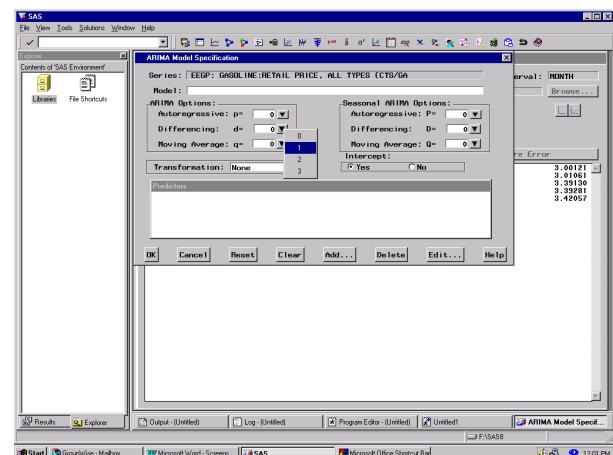 SAS
File View Tools Solutions Window Help
Explorer
Contents of 'SAS Environment'
Libraries File Shortcuts
ARIMA Model Specification
Series: EEGP: GASOLINE:RETAIL PRICE, ALL TYPES (CTS/GA
Model:
ARIMA Options:
Autoregressive: p= 0
Differencing: d= 0
Moving Average: q= 0
0
1
2
3
Seasonal ARIMA Options:
Autoregressive: P= 0
Differencing: D= 0
Moving Average: Q= 0
Transformation: None
Intercept:
Yes No
Predictors
OK Cancel Reset Clear Add... Delete Edit... Help
erval: MONTH
Browse...
re Error
3.00121
3.01061
3.39130
3.39281
3.42057
Results Explorer
Output - (Untitled) Log - (Untitled) Program Editor - (Untitled) Untitled1 ARIMA Model Specif...
F:\SAS8
Start GroupWise - Mailbox Microsoft Word - Screens SAS Microsoft Office Shortcut Bar 12:01 PM